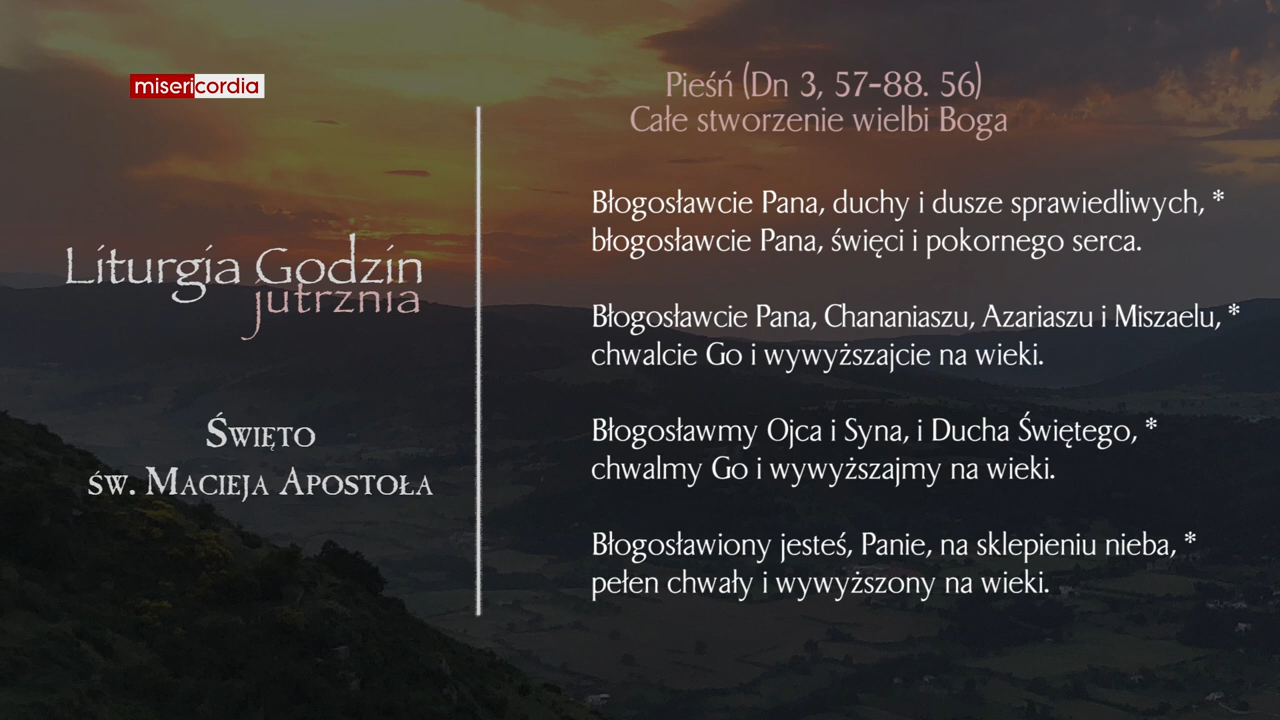 misericordia
Liturgia Godzin
jutrznia
Święto
św. Macieja Apostoła
Pieśń (Dn 3, 57-88. 56)
Całe stworzenie wielbi Boga
Błogosławcie Pana, duchy i dusze sprawiedliwych, *
błogosławcie Pana, święci i pokornego serca.
Błogosławcie Pana, Chananiaszu, Azariaszu i Miszaelu, *
chwalcie Go i wywyższajcie na wieki.
Błogosławmy Ojca i Syna, i Ducha Świętego, *
chwalmy Go i wywyższajmy na wieki.
Błogosławiony jesteś, Panie, na sklepieniu nieba, *
pełen chwały i wywyższony na wieki.